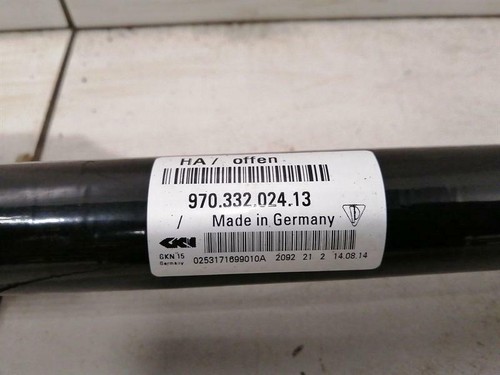 HA/ offen
970.332.024.13
/ Made in Germany
GKN
GKN 15
Germany
0253171699010A 2092 21 2 14.08.14